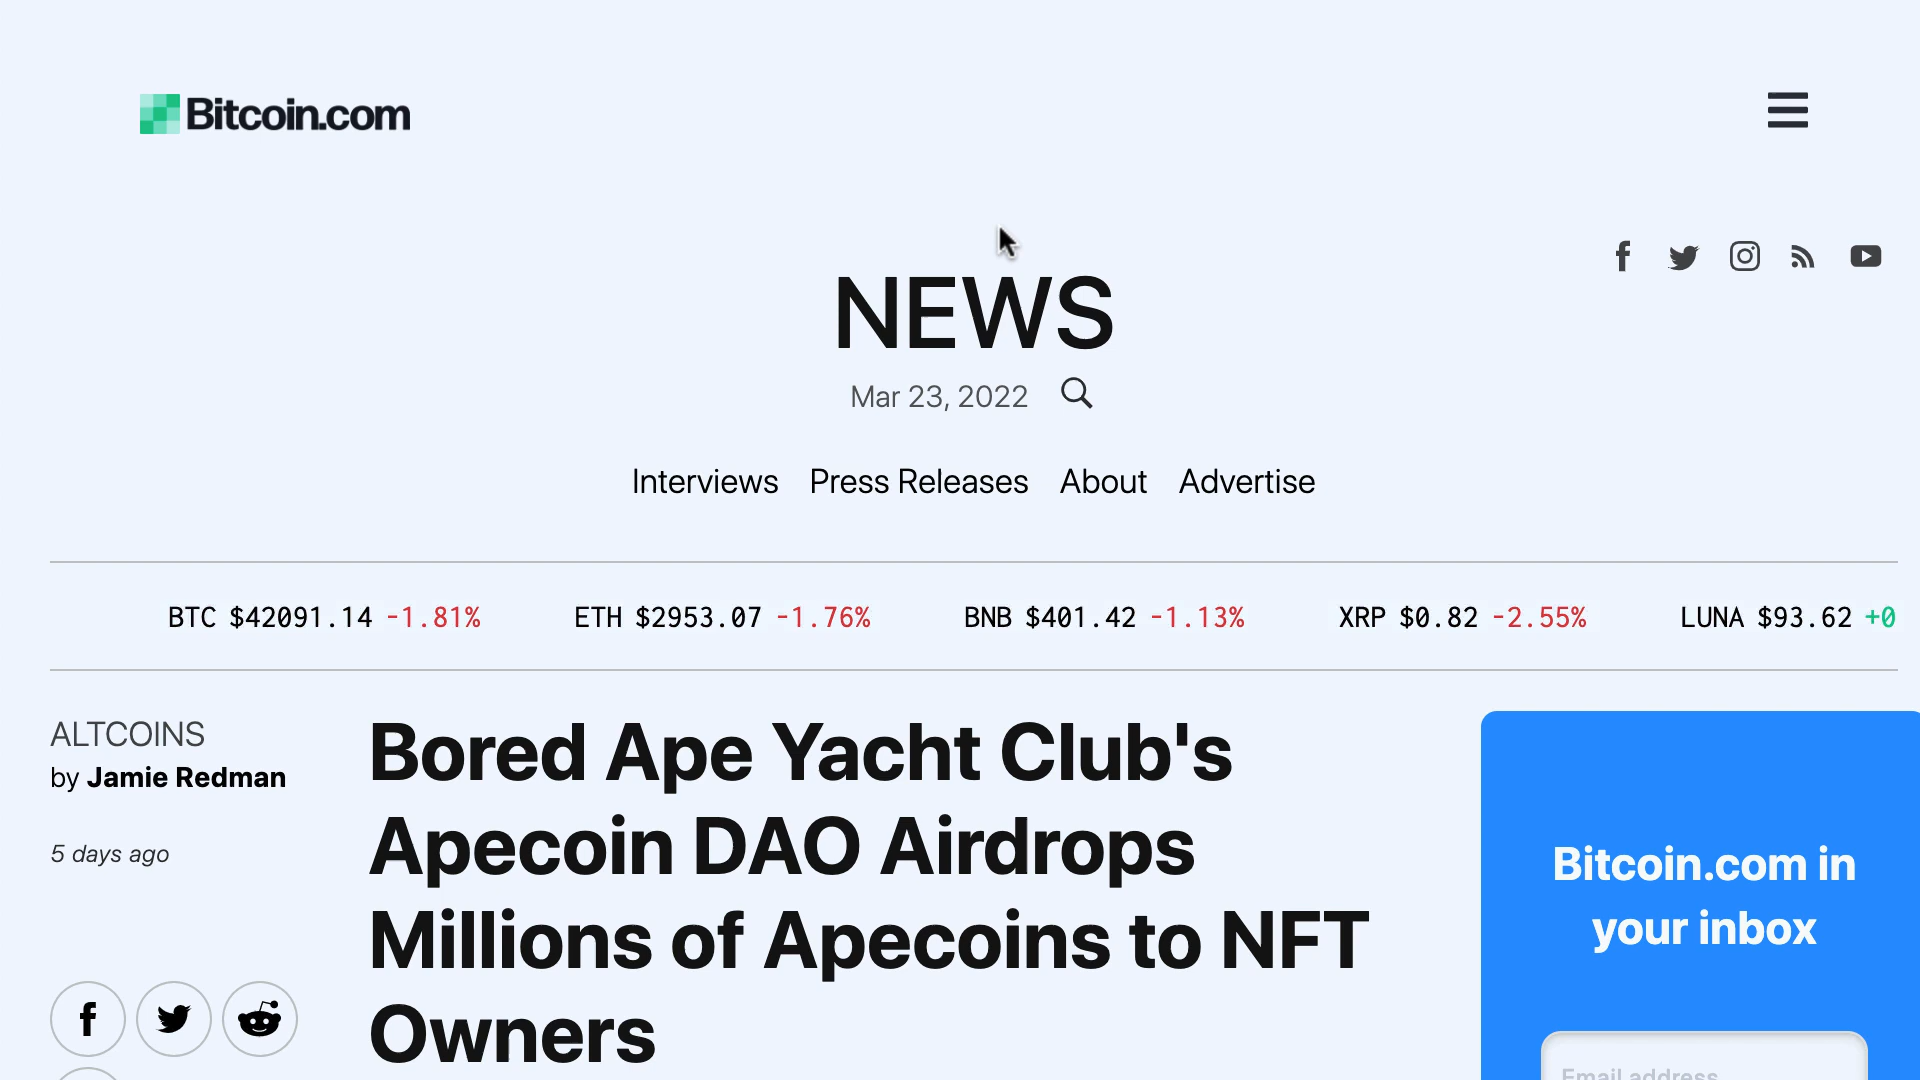 Bitcoin.com
NEWS
Mar 23, 2022
Interviews Press Releases About Advertise
BTC $42091.14 -1.81% ETH $2953.07 -1.76% BNB $401.42 -1.13% XRP $0.82 -2.55% LUNA $93.62 +0
ALTCOINS
by Jamie Redman
5 days ago
Bored Ape Yacht Club's
Apecoin DAO Airdrops
Millions of Apecoins to NFT
Owners
Bitcoin.com in
your inbox
Email address